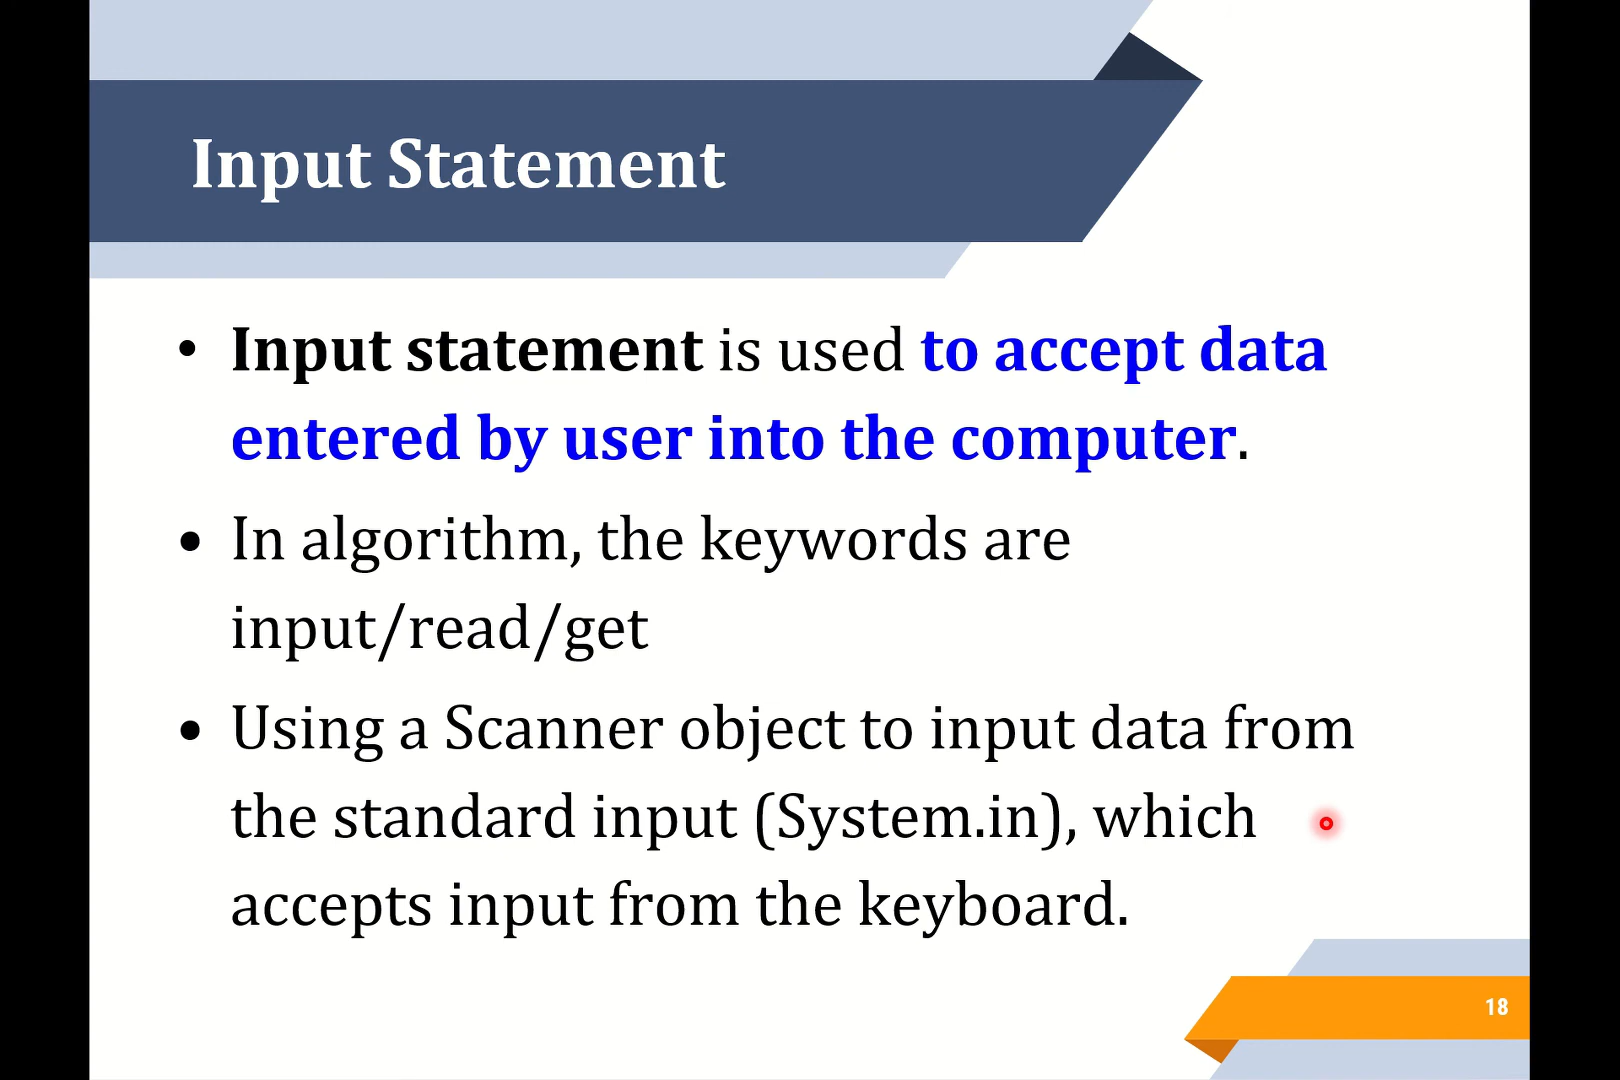 Input Statement
• Input statement is used to accept data
entered by user into the computer.
• In algorithm, the keywords are
input/read/get
• Using a Scanner object to input data from
the standard input (System.in), which
accepts input from the keyboard.
18